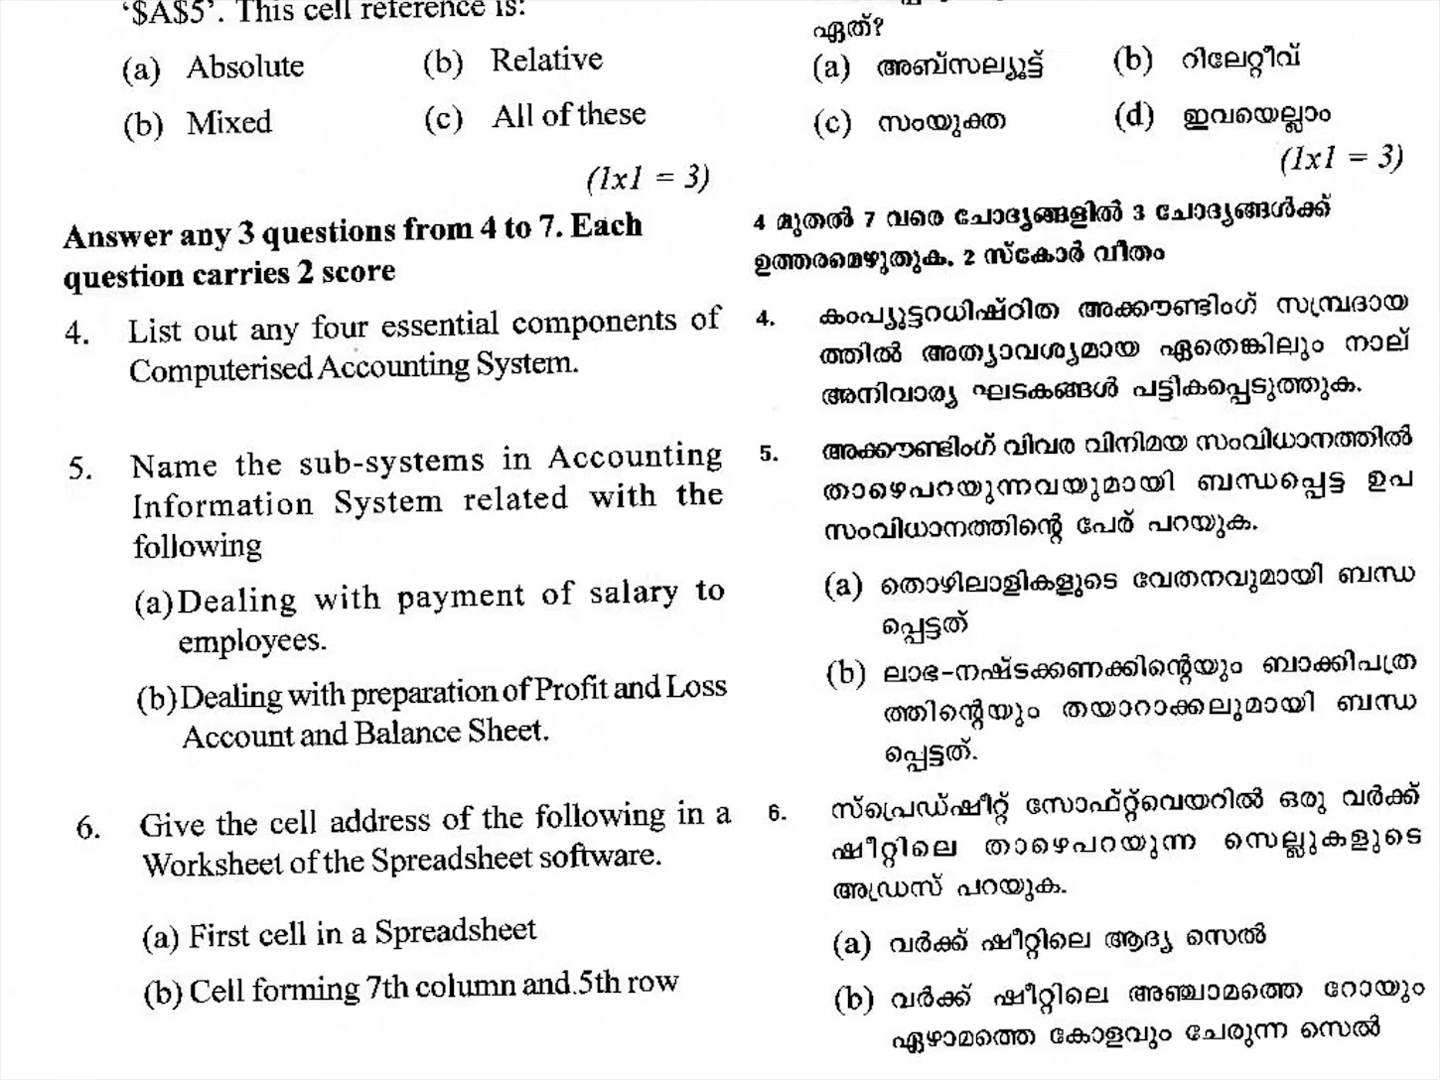 '$A$5'. This cell reference is:
(a) Absolute (b) Relative
(b) Mixed (c) All of these
(1x1 = 3)
Answer any 3 questions from 4 to 7. Each
question carries 2 score
4. List out any four essential components of
Computerised Accounting System.
5. Name the sub-systems in Accounting
Information System related with the
following
(a) Dealing with payment of salary to
employees.
(b) Dealing with preparation of Profit and Loss
Account and Balance Sheet.
6. Give the cell address of the following in a
Worksheet of the Spreadsheet software.
(a) First cell in a Spreadsheet
(b) Cell forming 7th column and 5th row
ഏത്?
(a) അബ്സല്യൂട്ട് (b) റിലേറ്റീവ്
(c) സംയുക്ത (d) ഇവയെല്ലാം
(1x1 = 3)
4 മുതൽ 7 വരെ ചോദ്യങ്ങളിൽ 3 ചോദ്യങ്ങൾക്ക്
ഉത്തരമെഴുതുക. 2 സ്കോർ വീതം
4. കംപ്യൂട്ടറധിഷ്ഠിത അക്കൗണ്ടിംഗ് സമ്പ്രദായ
ത്തിൽ അത്യാവശ്യമായ ഏതെങ്കിലും നാല്
അനിവാര്യ ഘടകങ്ങൾ പട്ടികപ്പെടുത്തുക.
5. അക്കൗണ്ടിംഗ് വിവര വിനിമയ സംവിധാനത്തിൽ
താഴെപറയുന്നവയുമായി ബന്ധപ്പെട്ട ഉപ
സംവിധാനത്തിന്റെ പേര് പറയുക.
(a) തൊഴിലാളികളുടെ വേതനവുമായി ബന്ധ
പ്പെട്ടത്
(b) ലാഭ-നഷ്ടക്കണക്കിന്റെയും ബാക്കിപത്ര
ത്തിന്റെയും തയാറാക്കലുമായി ബന്ധ
പ്പെട്ടത്.
6. സ്പ്രെഡ്ഷീറ്റ് സോഫ്റ്റ്‌വെയറിൽ ഒരു വർക്ക്
ഷീറ്റിലെ താഴെപറയുന്ന സെല്ലുകളുടെ
അഡ്രസ് പറയുക.
(a) വർക്ക് ഷീറ്റിലെ ആദ്യ സെൽ
(b) വർക്ക് ഷീറ്റിലെ അഞ്ചാമത്തെ റോയും
ഏഴാമത്തെ കോളവും ചേരുന്ന സെൽ